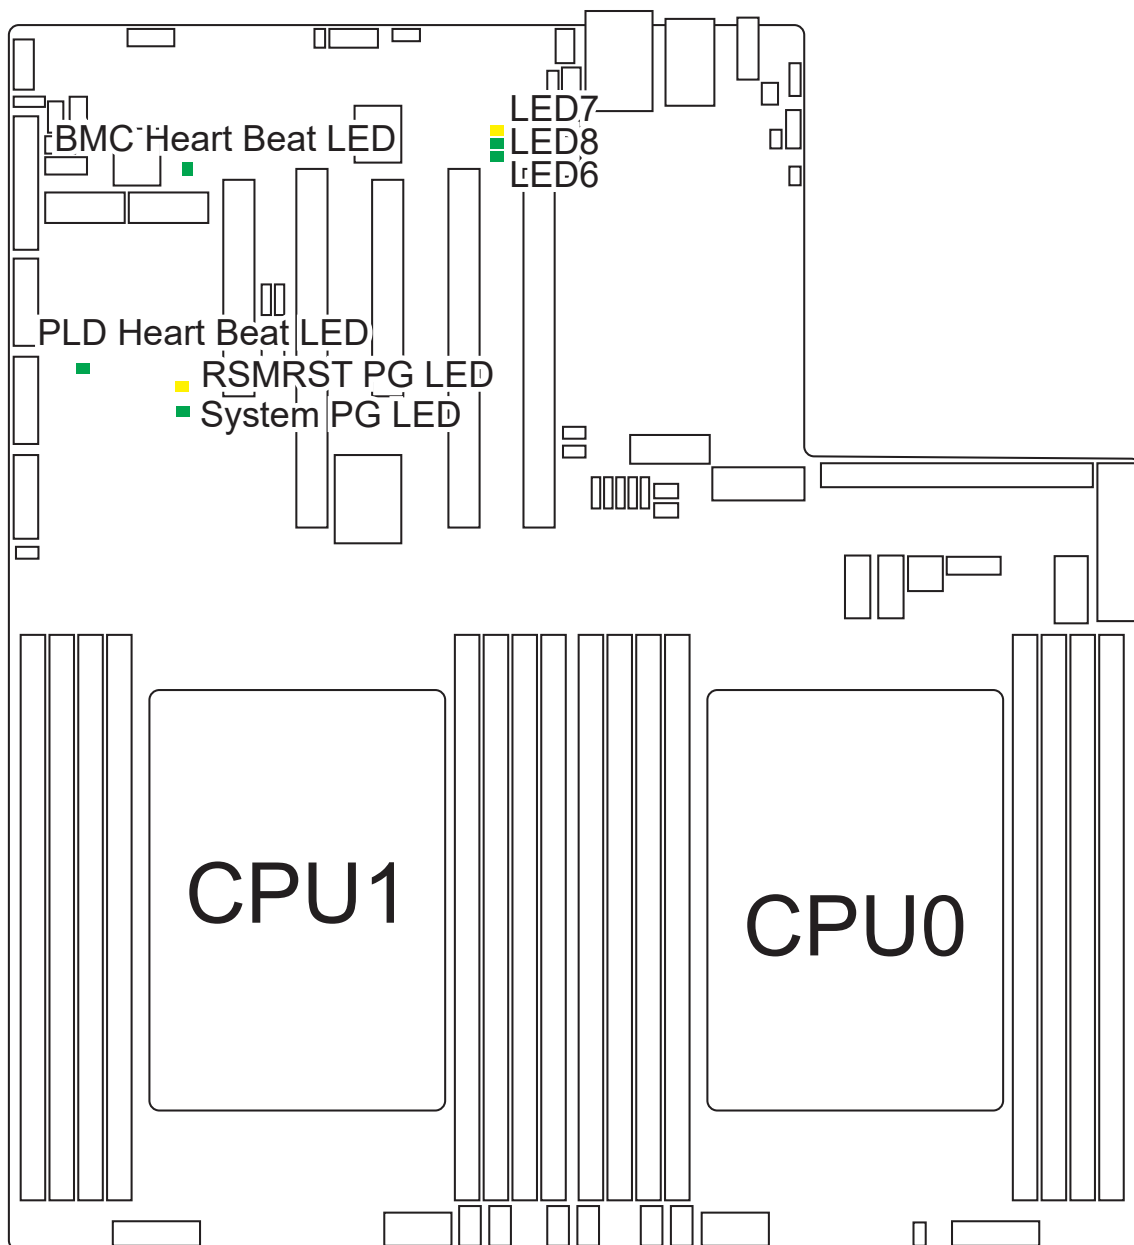 LED7
BMC Heart Beat LED
LED8
LED6
PLD Heart Beat LED
RSMRST PG LED
System PG LED
CPU1
CPU0